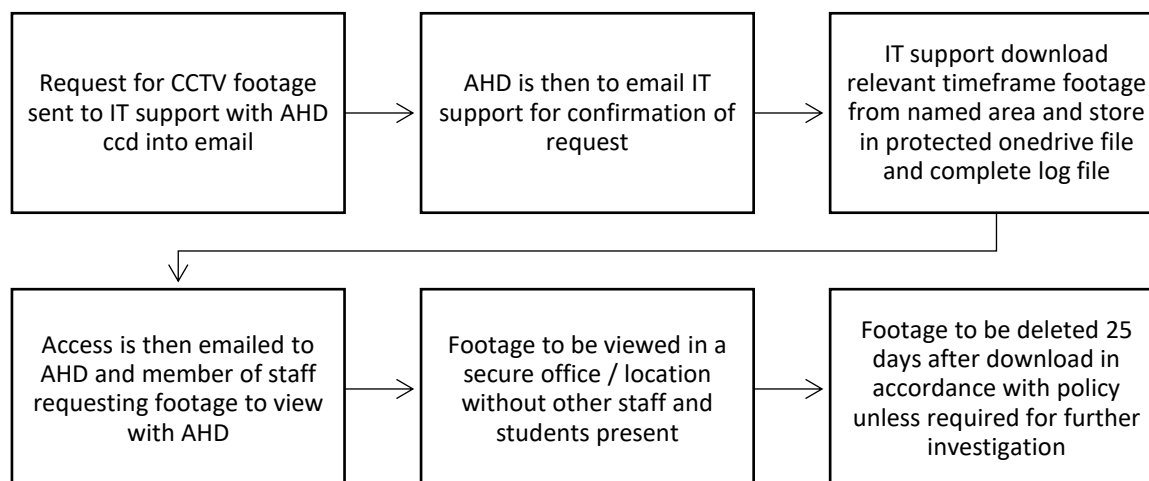 Request for CCTV footage
sent to IT support with AHD
ccd into email
AHD is then to email IT
support for confirmation of
request
IT support download
relevant timeframe footage
from named area and store
in protected onedrive file
and complete log file
Access is then emailed to
AHD and member of staff
requesting footage to view
with AHD
Footage to be viewed in a
secure office / location
without other staff and
students present
Footage to be deleted 25
days after download in
accordance with policy
unless required for further
investigation